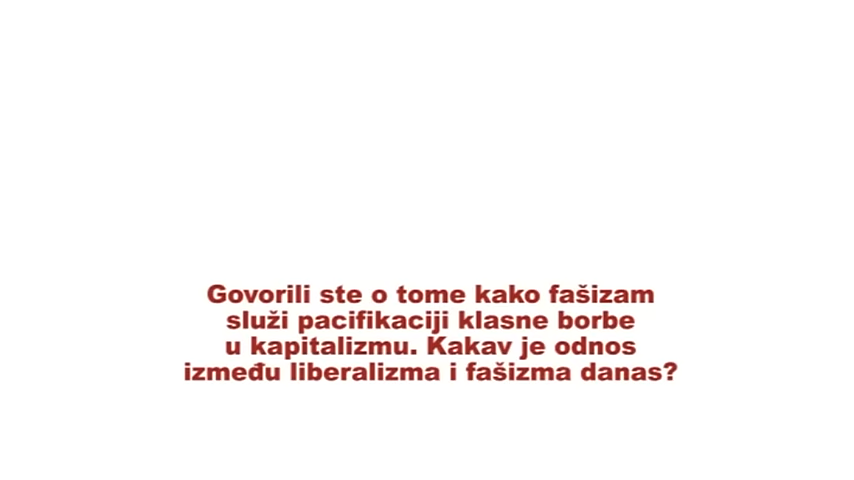 Govorili ste o tome kako fašizam
služi pacifikaciji klasne borbe
u kapitalizmu. Kakav je odnos
između liberalizma i fašizma danas?